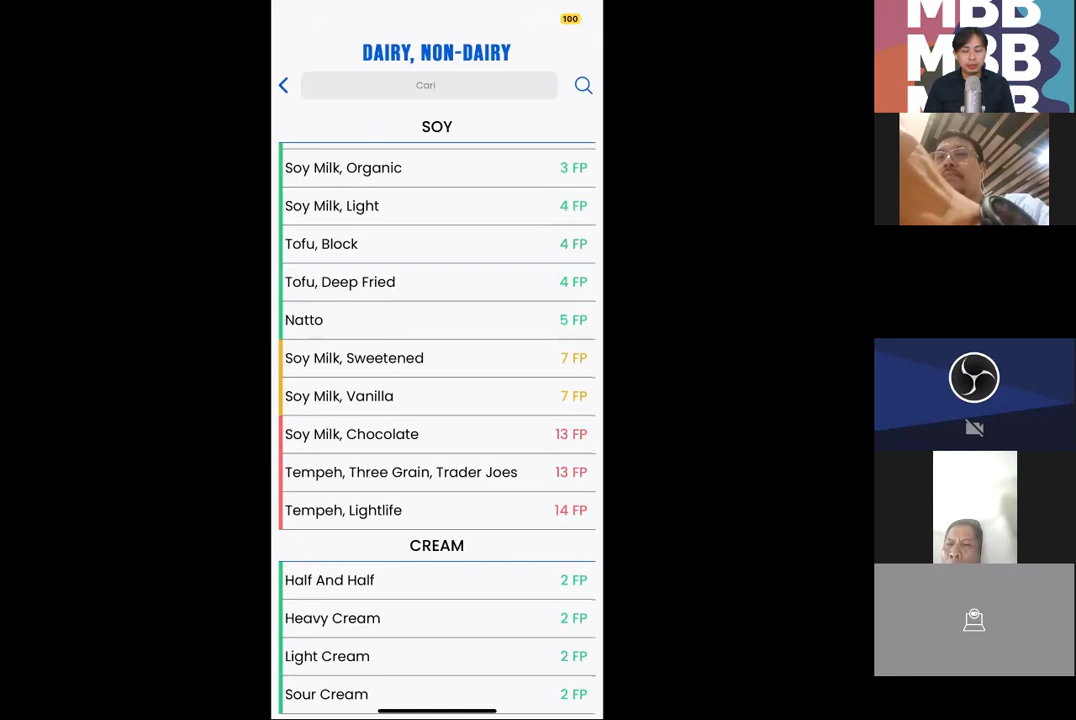 100
DAIRY, NON-DAIRY
Cari
SOY
Soy Milk, Organic 3 FP
Soy Milk, Light 4 FP
Tofu, Block 4 FP
Tofu, Deep Fried 4 FP
Natto 5 FP
Soy Milk, Sweetened 7 FP
Soy Milk, Vanilla 7 FP
Soy Milk, Chocolate 13 FP
Tempeh, Three Grain, Trader Joes 13 FP
Tempeh, Lightlife 14 FP
CREAM
Half And Half 2 FP
Heavy Cream 2 FP
Light Cream 2 FP
Sour Cream 2 FP
MBB
MBB